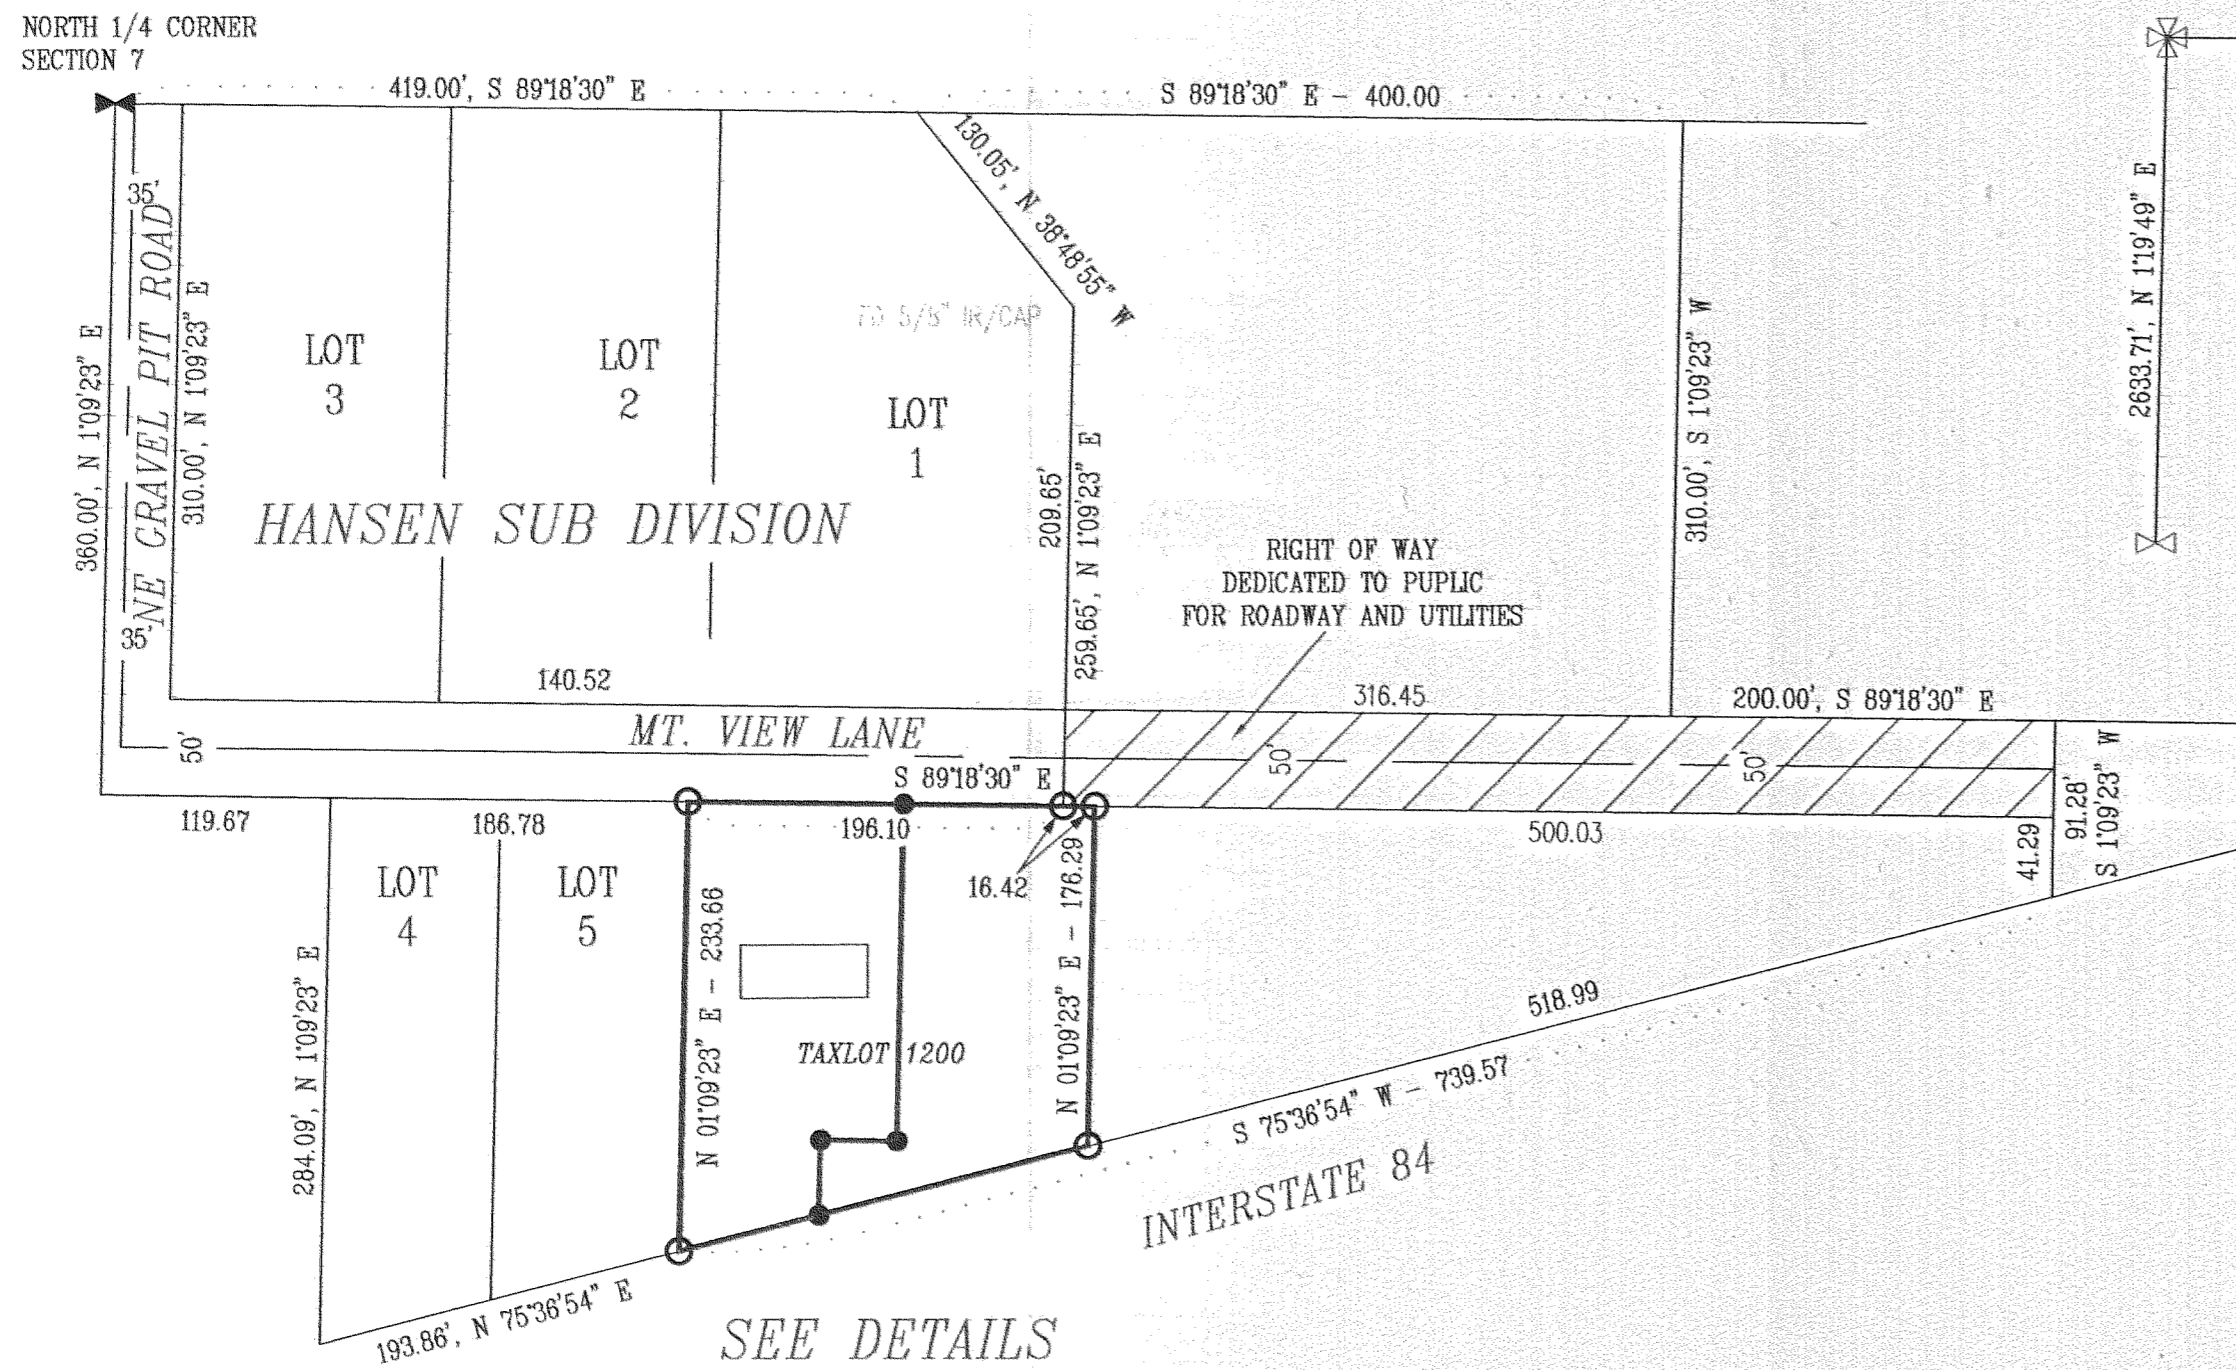 NORTH 1/4 CORNER
SECTION 7
419.00', S 89°18'30" E
S 89°18'30" E - 400.00
130.05', N 38°48'55" W
35'
NE GRAVEL PIT ROAD
35'
360.00', N 1°09'23" E
310.00', N 1°09'23" E
LOT
3
LOT
2
LOT
1
HANSEN SUB DIVISION
209.65'
259.65', N 1°09'23" E
RIGHT OF WAY
DEDICATED TO PUPLIC
FOR ROADWAY AND UTILITIES
310.00', S 1°09'23" W
2633.71', N 1°19'49" E
140.52
316.45
200.00', S 89°18'30" E
MT. VIEW LANE
50'
50'
50'
S 89°18'30" E
119.67
186.78
196.10
16.42
500.03
41.29
91.28'
S 1°09'23" W
LOT
4
LOT
5
284.09', N 1°09'23" E
N 01°09'23" E - 233.66
N 01°09'23" E - 176.29
TAXLOT 1200
518.99
S 75°36'54" W - 739.57
INTERSTATE 84
193.86', N 75°36'54" E
SEE DETAILS